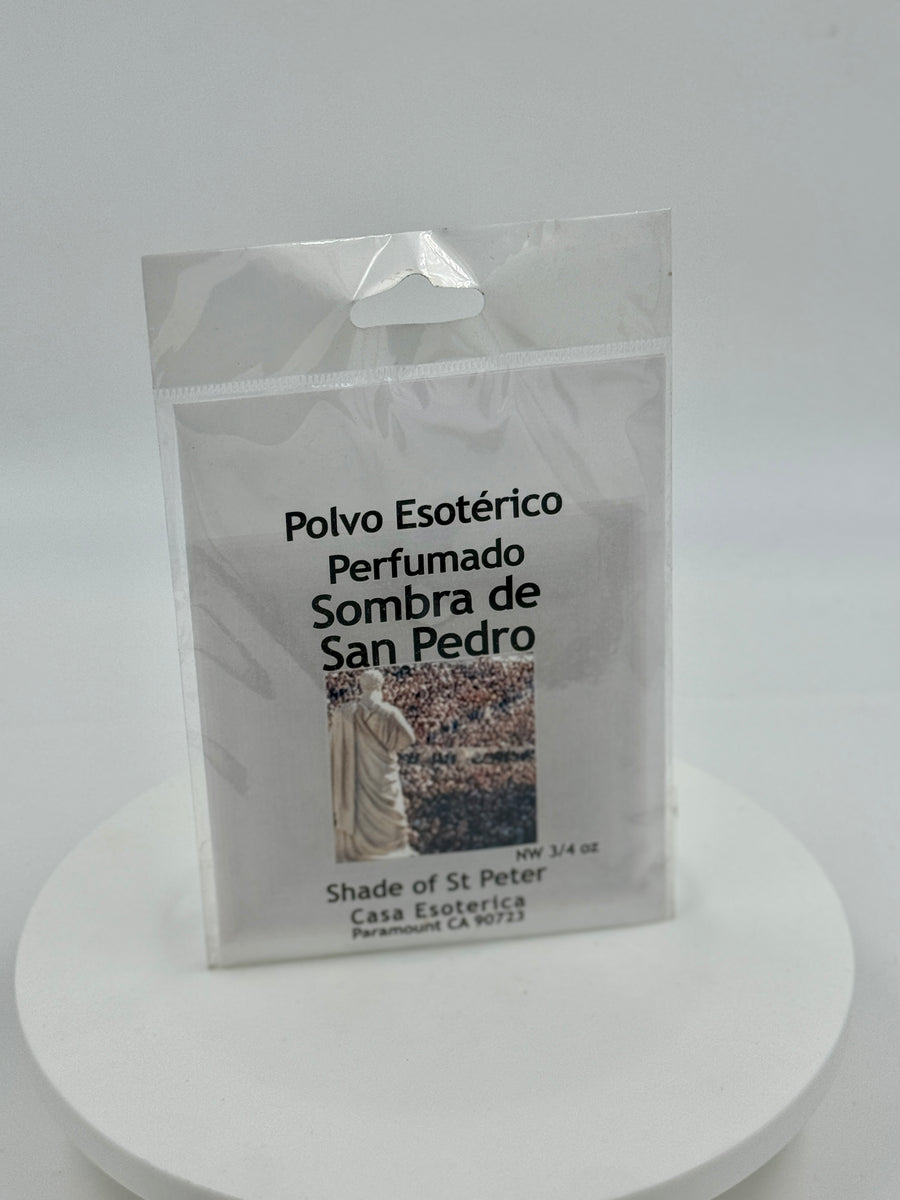 Polvo Esotérico
Perfumado
Sombra de
San Pedro
NW 3/4 oz
Shade of St Peter
Casa Esoterica
Paramount CA 90723